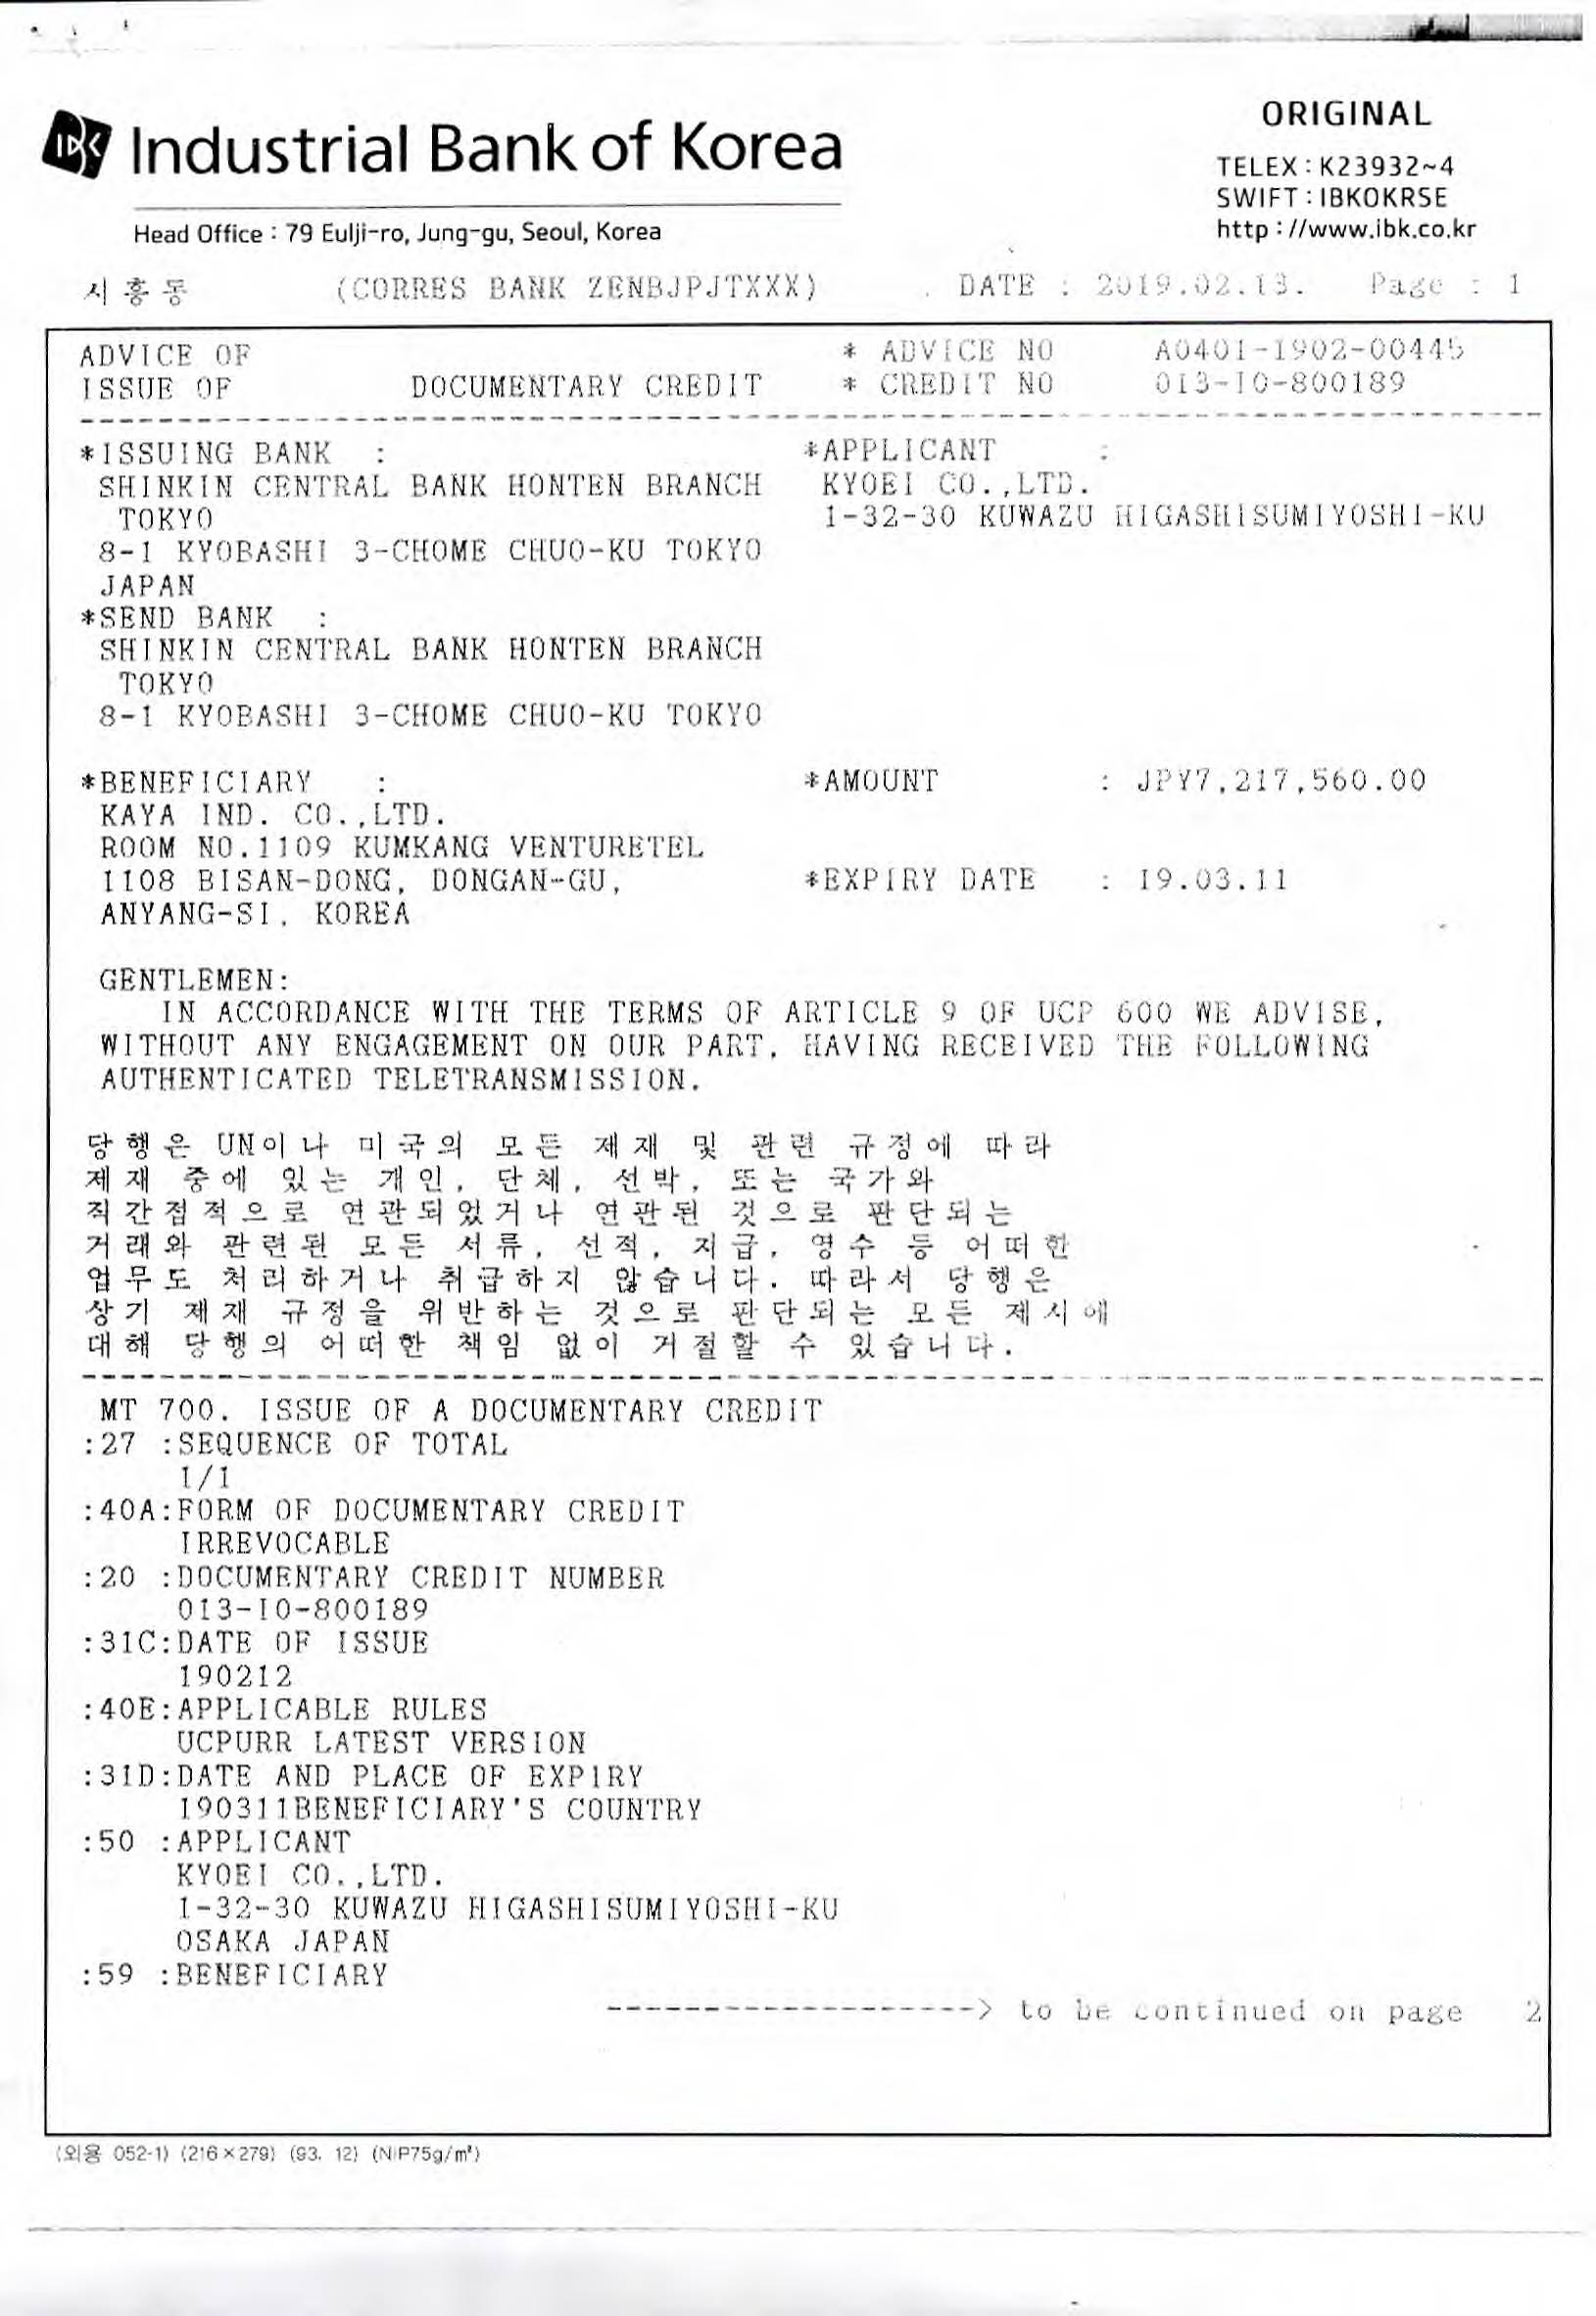 IBK Industrial Bank of Korea
ORIGINAL
TELEX : K23932~4
SWIFT : IBKOKRSE
http : //www.ibk.co.kr
Head Office : 79 Eulji-ro, Jung-gu, Seoul, Korea
시흥동 (CORRES BANK ZENBJPJTXXX) DATE : 2019.02.13. Page : 1
ADVICE OF * ADVICE NO A0401-1902-00445
ISSUE OF DOCUMENTARY CREDIT * CREDIT NO 013-IO-800189
*ISSUING BANK : *APPLICANT :
SHINKIN CENTRAL BANK HONTEN BRANCH KYOEI CO.,LTD.
TOKYO 1-32-30 KUWAZU HIGASHISUMIYOSHI-KU
8-1 KYOBASHI 3-CHOME CHUO-KU TOKYO
JAPAN
*SEND BANK :
SHINKIN CENTRAL BANK HONTEN BRANCH
TOKYO
8-1 KYOBASHI 3-CHOME CHUO-KU TOKYO
*BENEFICIARY : *AMOUNT : JPY7,217,560.00
KAYA IND. CO.,LTD.
ROOM NO.1109 KUMKANG VENTURETEL
1108 BISAN-DONG, DONGAN-GU, *EXPIRY DATE : 19.03.11
ANYANG-SI, KOREA
GENTLEMEN:
IN ACCORDANCE WITH THE TERMS OF ARTICLE 9 OF UCP 600 WE ADVISE,
WITHOUT ANY ENGAGEMENT ON OUR PART, HAVING RECEIVED THE FOLLOWING
AUTHENTICATED TELETRANSMISSION.
당행은 UN이나 미국의 모든 제재 및 관련 규정에 따라
제재 중에 있는 개인, 단체, 선박, 또는 국가와
직간접적으로 연관되었거나 연관된 것으로 판단되는
거래와 관련된 모든 서류, 선적, 지급, 영수 등 어떠한
업무도 처리하거나 취급하지 않습니다. 따라서 당행은
상기 제재 규정을 위반하는 것으로 판단되는 모든 제시에
대해 당행의 어떠한 책임 없이 거절할 수 있습니다.
MT 700. ISSUE OF A DOCUMENTARY CREDIT
:27 :SEQUENCE OF TOTAL
1/1
:40A:FORM OF DOCUMENTARY CREDIT
IRREVOCABLE
:20 :DOCUMENTARY CREDIT NUMBER
013-IO-800189
:31C:DATE OF ISSUE
190212
:40E:APPLICABLE RULES
UCPURR LATEST VERSION
:31D:DATE AND PLACE OF EXPIRY
190311BENEFICIARY'S COUNTRY
:50 :APPLICANT
KYOEI CO.,LTD.
1-32-30 KUWAZU HIGASHISUMIYOSHI-KU
OSAKA JAPAN
:59 :BENEFICIARY
-------------------> to be continued on page 2
(외용 052-1) (216×279) (93. 12) (NIP75g/m²)